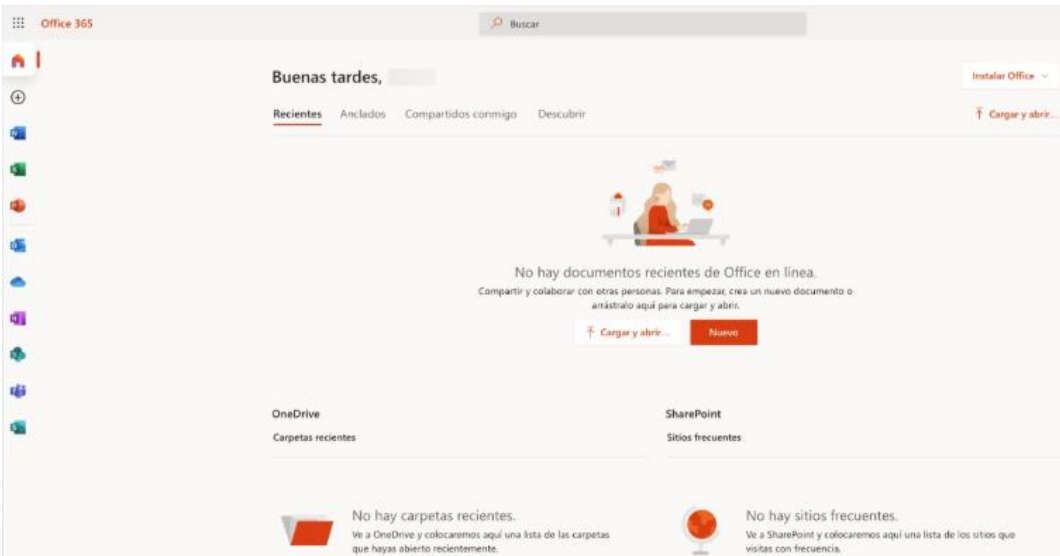 Office 365
Buscar
Buenas tardes,
Instalar Office
Recientes Anclados Compartidos conmigo Descubrir
Cargar y abrir...
No hay documentos recientes de Office en línea.
Compartir y colaborar con otras personas. Para empezar, crea un nuevo documento o
arrástralo aquí para cargar y abrir.
Cargar y abrir... Nuevo
OneDrive
Carpetas recientes
SharePoint
Sitios frecuentes
No hay carpetas recientes.
Ve a OneDrive y colocaremos aquí una lista de las carpetas
que hayas abierto recientemente.
No hay sitios frecuentes.
Ve a SharePoint y colocaremos aquí una lista de los sitios que
visitas con frecuencia.